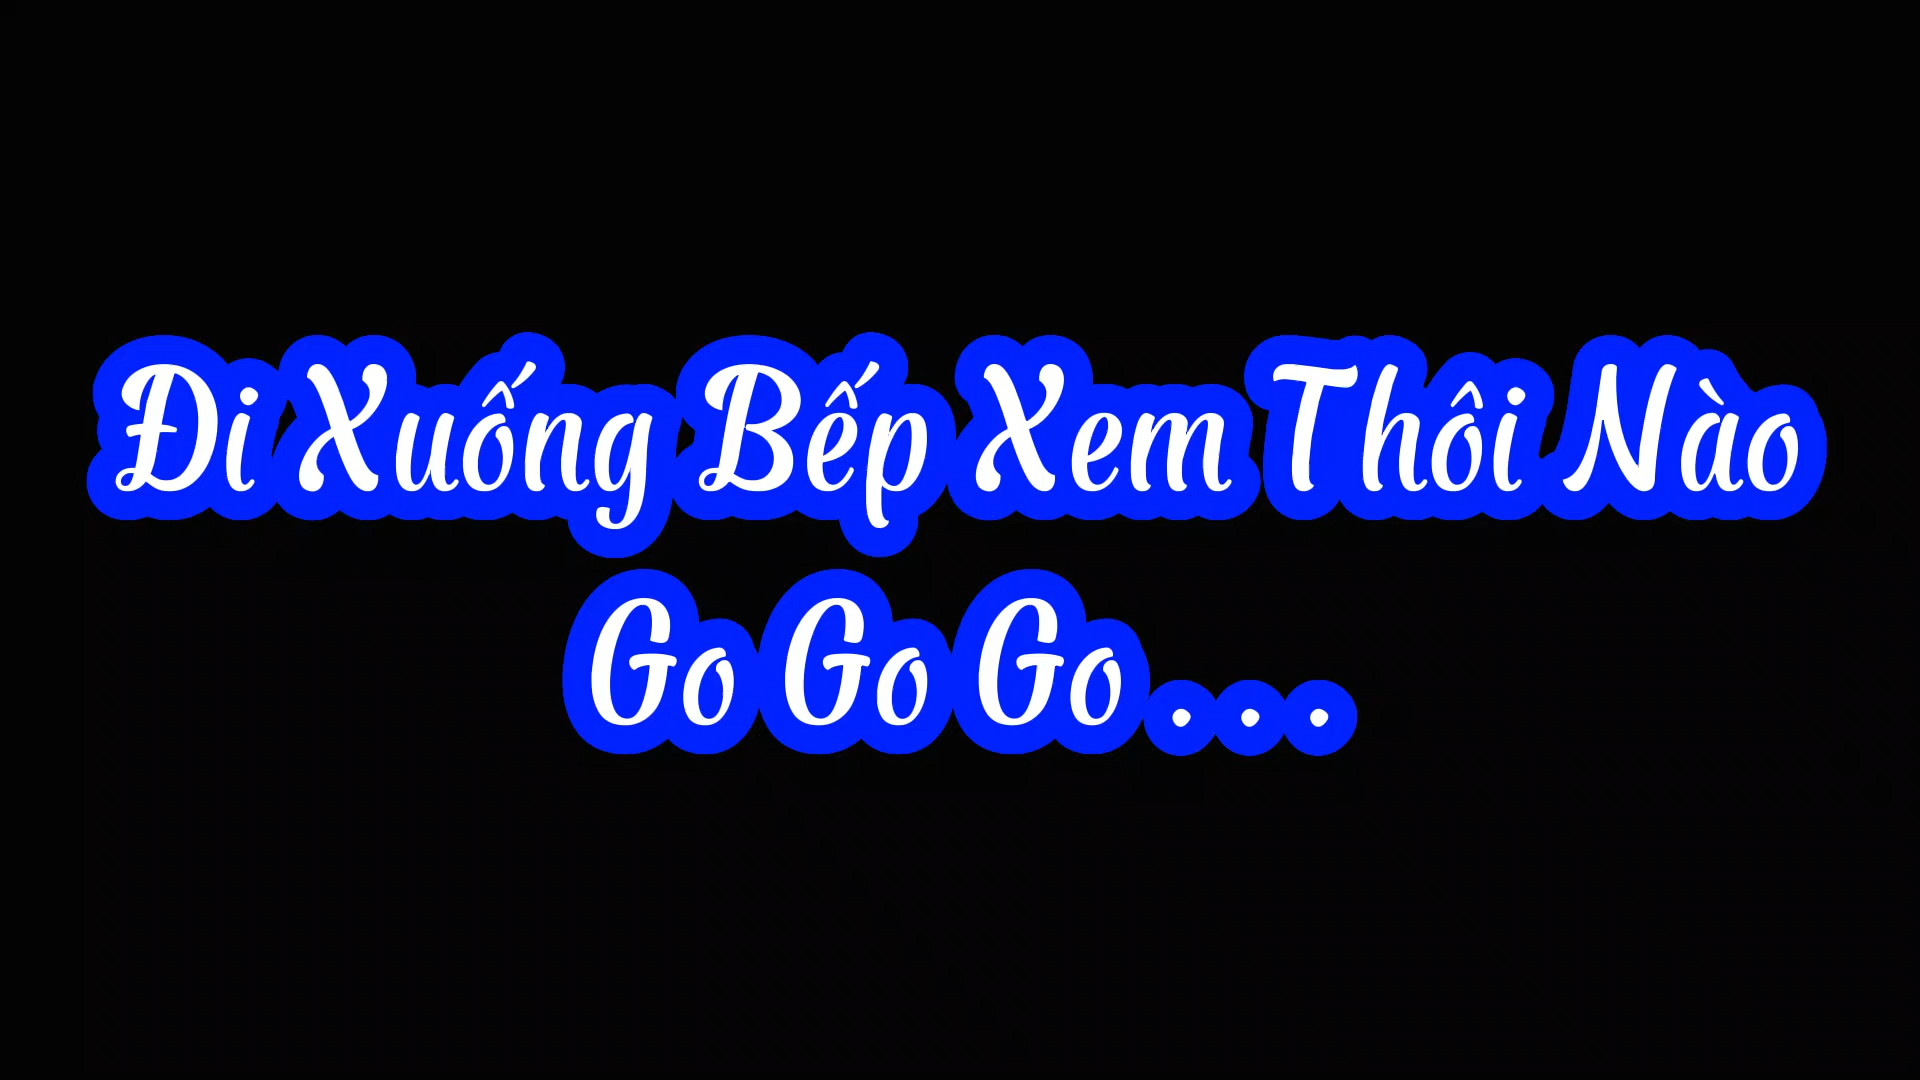 Đi Xuống Bếp Xem Thôi Nào
Go Go Go . . .